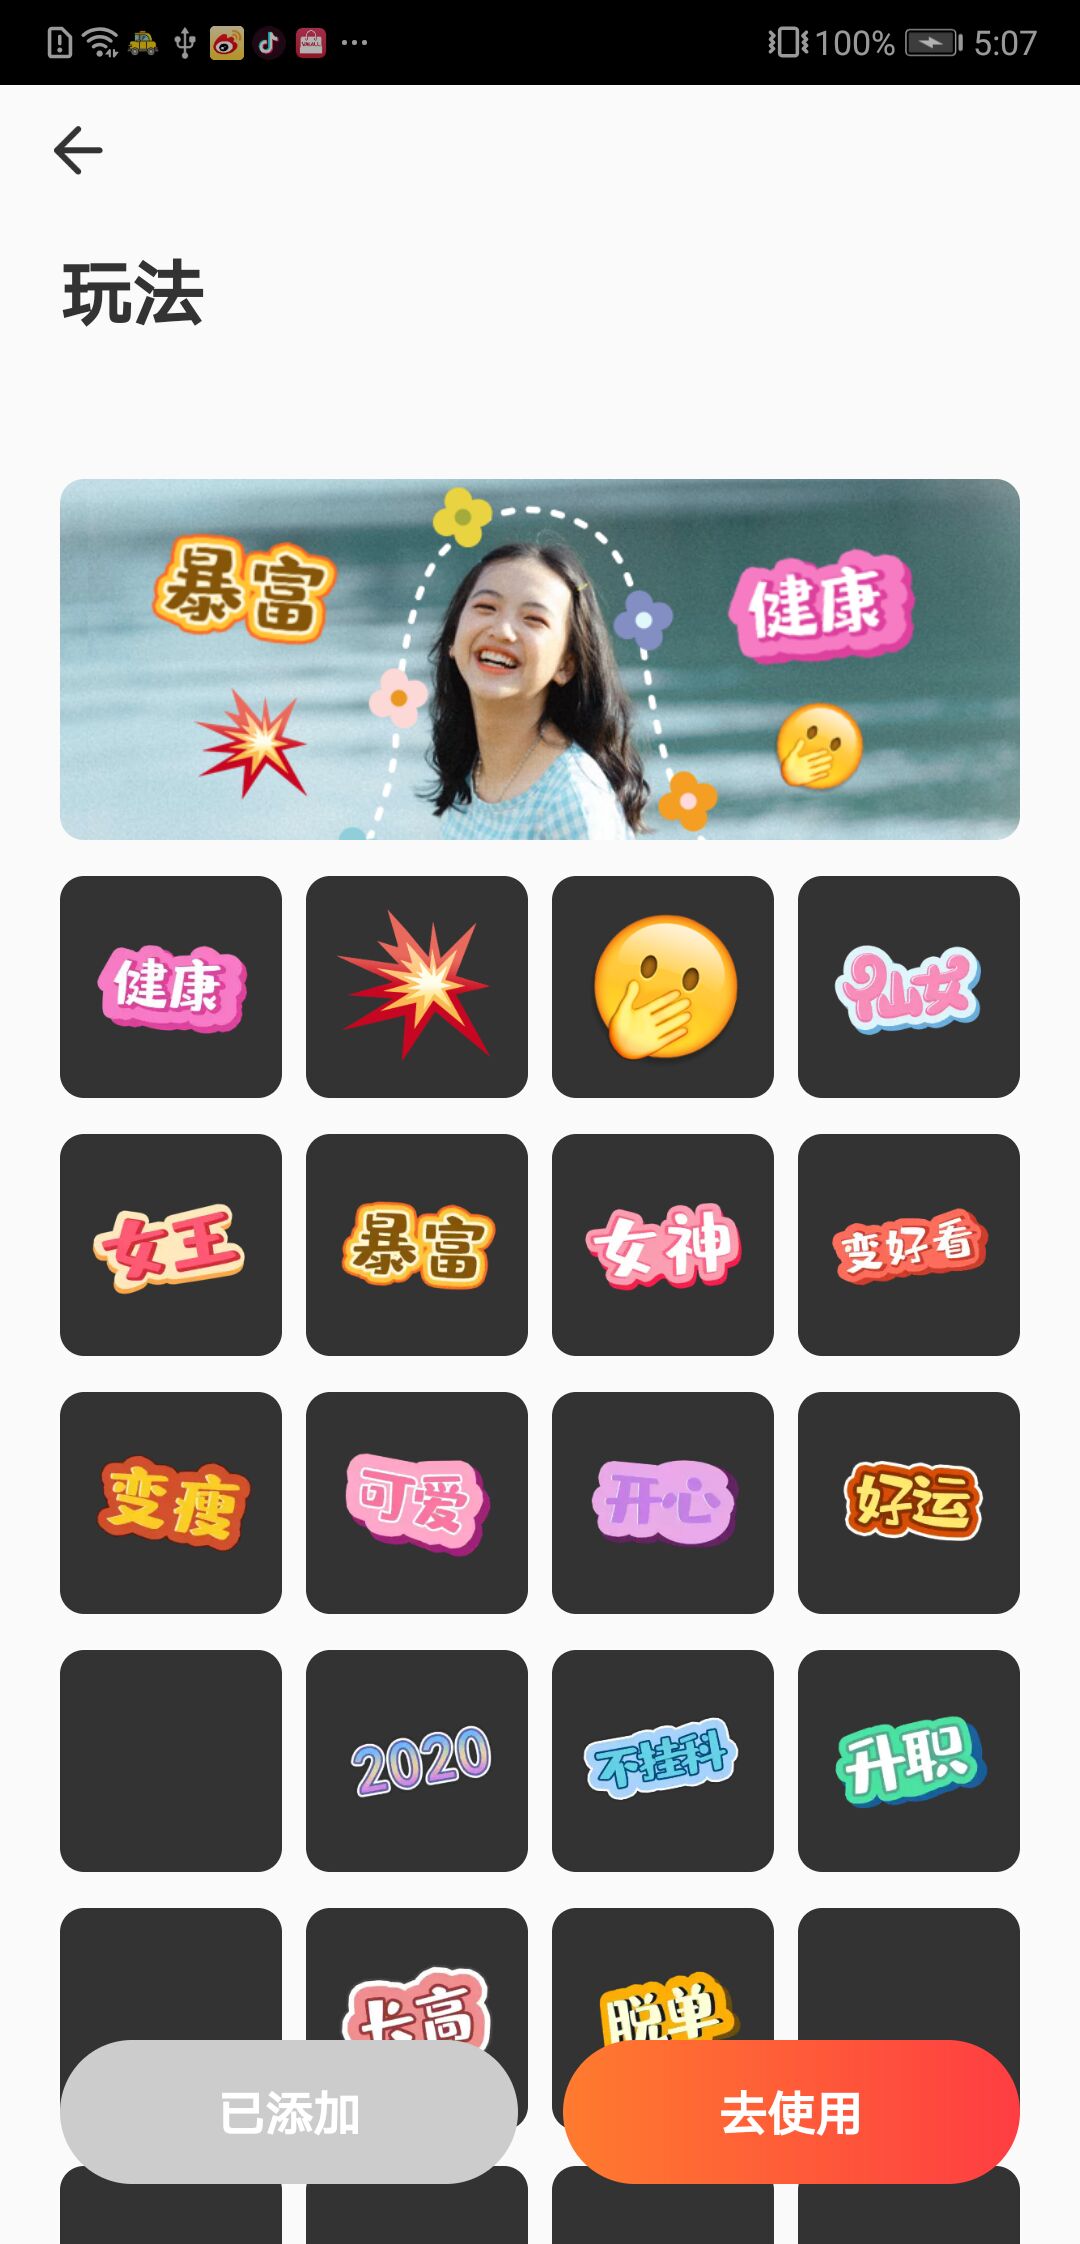 100% 5:07
玩法
暴富 健康
健康 仙女
女王 暴富 女神 变好看
变瘦 可爱 开心 好运
2020 不挂科 升职
长高 脱单
已添加 去使用